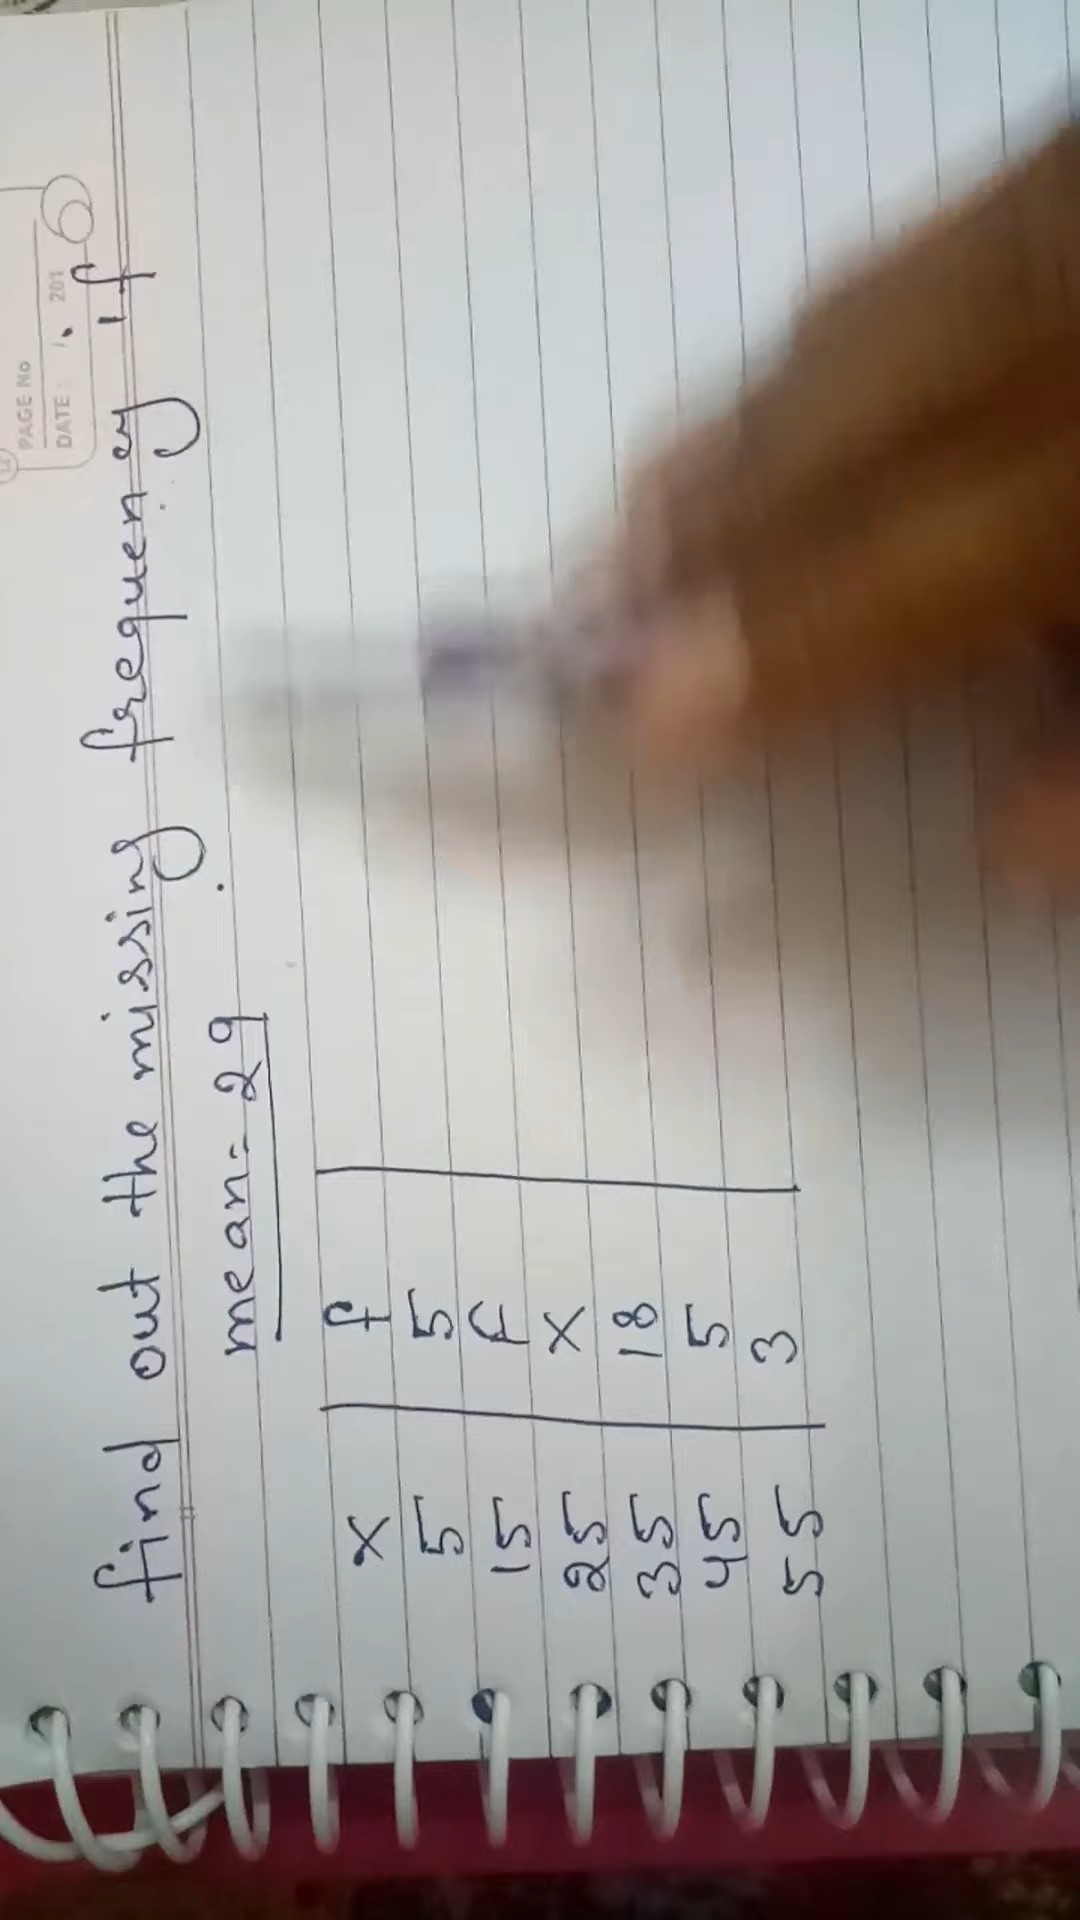 PAGE No
DATE : / . 201
find out the missing frequency if
mean = 29
x f
5 5
15 f
25 x
35 18
45 5
55 3